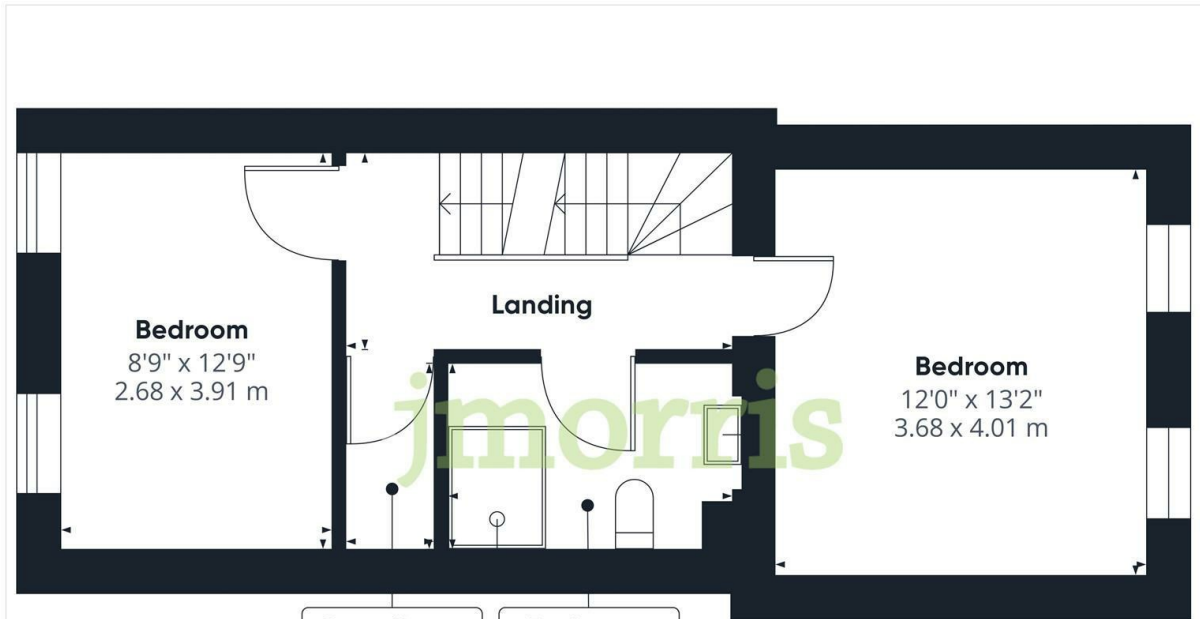 Landing
Bedroom
8'9" x 12'9"
2.68 x 3.91 m
Bedroom
12'0" x 13'2"
3.68 x 4.01 m
jmorris